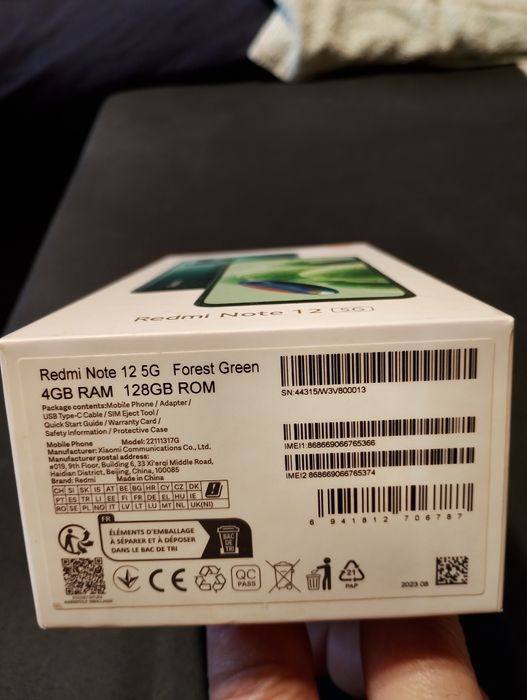 Redmi Note 12 5G
Redmi Note 12 5G Forest Green
4GB RAM 128GB ROM
Package contents:Mobile Phone / Adapter /
USB Type-C Cable / SIM Eject Tool /
Quick Start Guide / Warranty Card /
Safety Information / Protective Case
Mobile Phone Model: 22111317G
Manufacturer: Xiaomi Communications Co., Ltd.
Manufacturer postal address:
#019, 9th Floor, Building 6, 33 Xi'erqi Middle Road,
Haidian District, Beijing, China, 100085
Brand: Redmi Made in China
CH SI SK IS AT BE BG HR CY CZ DK
PT ES TR LI EE FI FR DE EL HU IE
RO SE PL NO IT LV LT LU MT NL UK(NI)
SN:44315/W3V800013
IMEI1:868669066765366
IMEI2 868669066765374
6 941812 706787
FR
ÉLÉMENTS D'EMBALLAGE
À SÉPARER ET À DÉPOSER
DANS LE BAC DE TRI
BAC
DE
TRI
CE
QC
PASS
21
PAP
2023.08